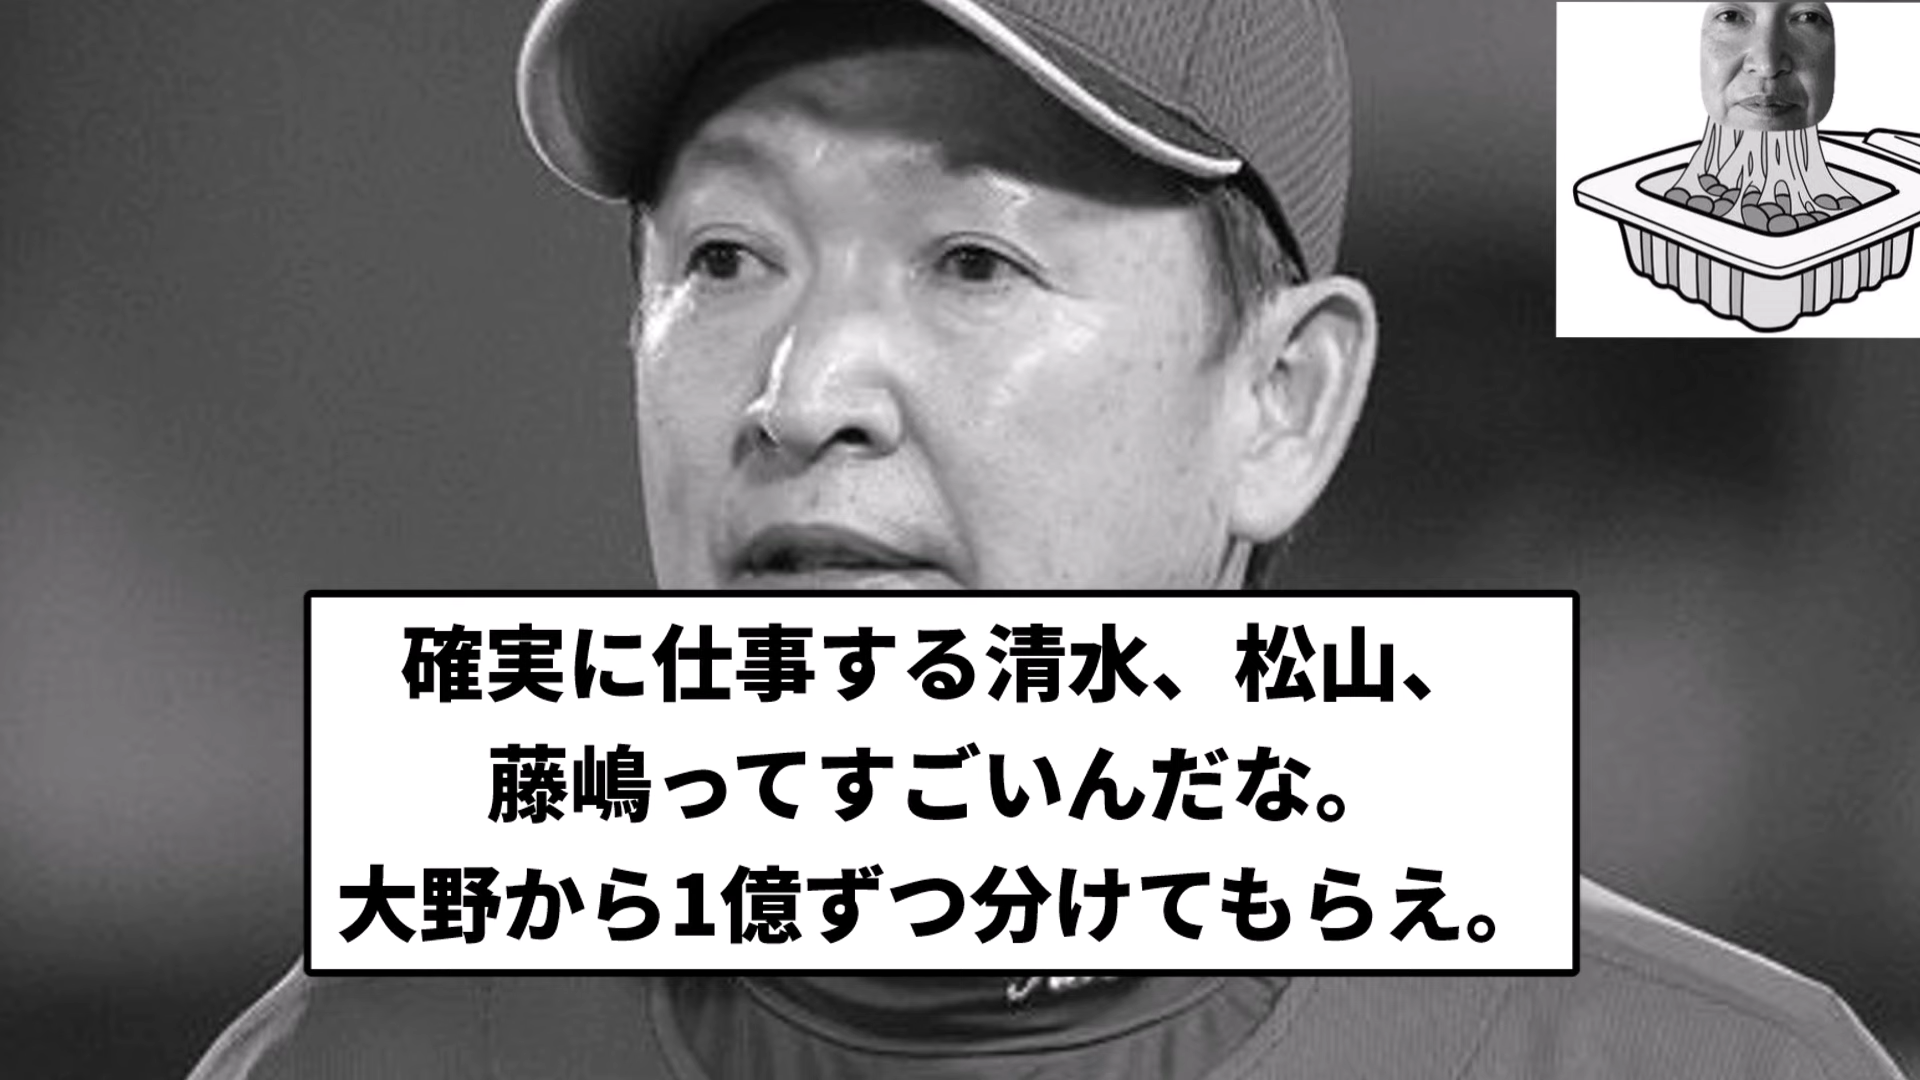 確実に仕事する清水、松山、
藤嶋ってすごいんだな。
大野から1億ずつ分けてもらえ。